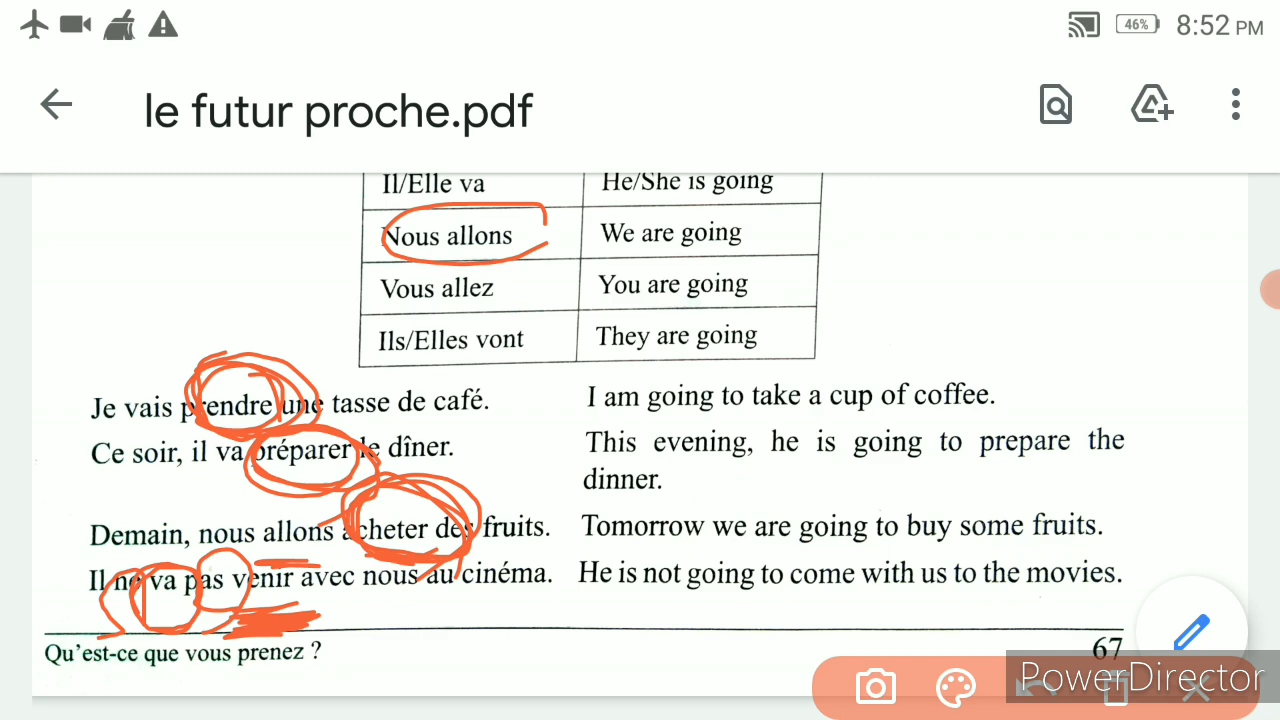 46%
8:52 PM
le futur proche.pdf
Il/Elle va He/She is going
Nous allons We are going
Vous allez You are going
Ils/Elles vont They are going
Je vais prendre une tasse de café. I am going to take a cup of coffee.
Ce soir, il va préparer le dîner. This evening, he is going to prepare the
dinner.
Demain, nous allons acheter des fruits. Tomorrow we are going to buy some fruits.
Il ne va pas venir avec nous au cinéma. He is not going to come with us to the movies.
Qu'est-ce que vous prenez ? 67
PowerDirector